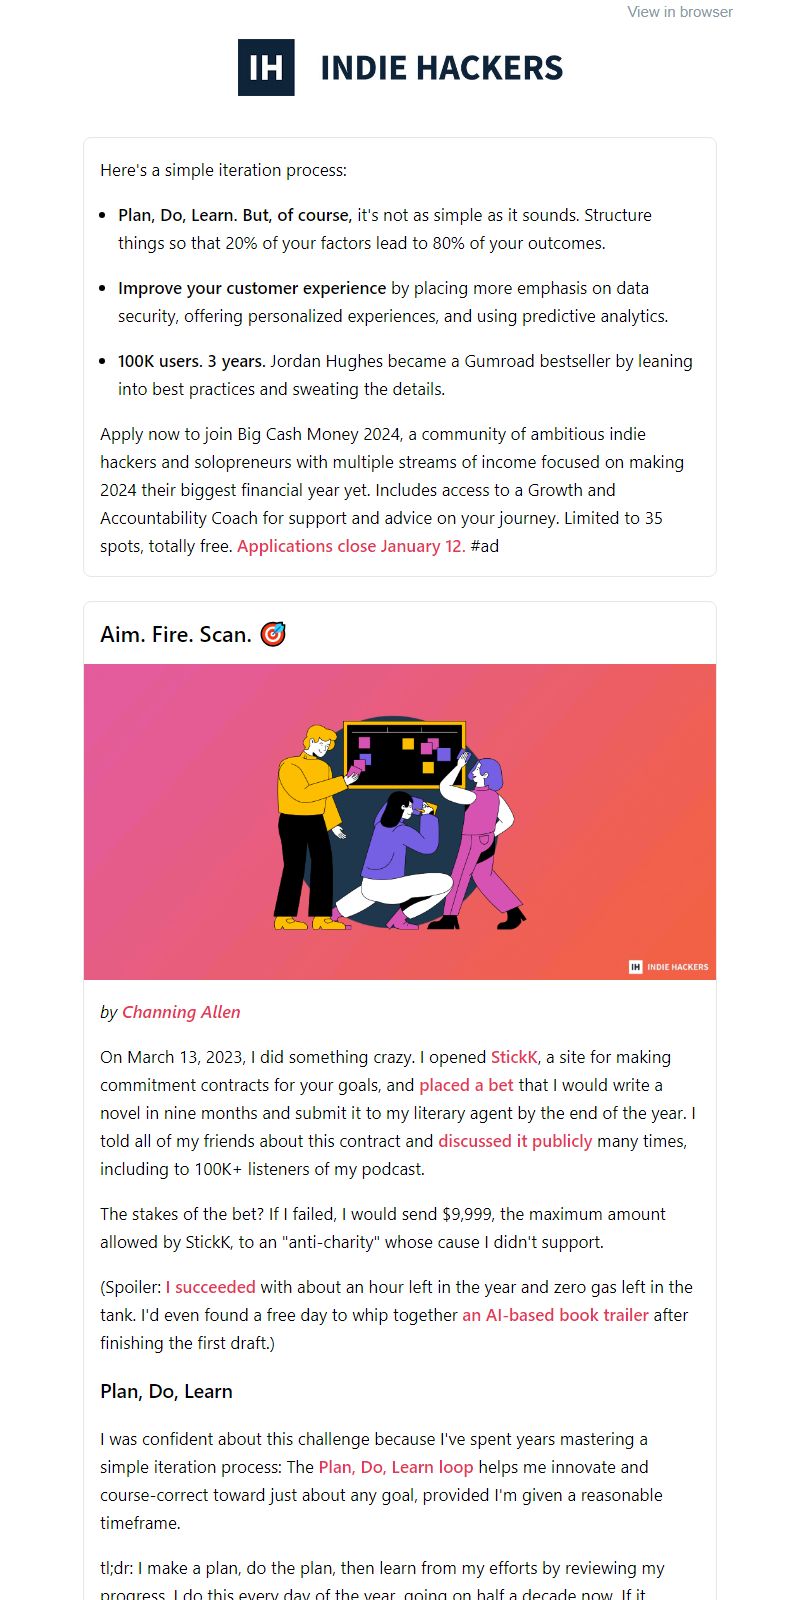 View in browser
IH INDIE HACKERS
Here's a simple iteration process:
• Plan, Do, Learn. But, of course, it's not as simple as it sounds. Structure
things so that 20% of your factors lead to 80% of your outcomes.
• Improve your customer experience by placing more emphasis on data
security, offering personalized experiences, and using predictive analytics.
• 100K users. 3 years. Jordan Hughes became a Gumroad bestseller by leaning
into best practices and sweating the details.
Apply now to join Big Cash Money 2024, a community of ambitious indie
hackers and solopreneurs with multiple streams of income focused on making
2024 their biggest financial year yet. Includes access to a Growth and
Accountability Coach for support and advice on your journey. Limited to 35
spots, totally free. Applications close January 12. #ad
Aim. Fire. Scan. 🎯
IH INDIE HACKERS
by Channing Allen
On March 13, 2023, I did something crazy. I opened StickK, a site for making
commitment contracts for your goals, and placed a bet that I would write a
novel in nine months and submit it to my literary agent by the end of the year. I
told all of my friends about this contract and discussed it publicly many times,
including to 100K+ listeners of my podcast.
The stakes of the bet? If I failed, I would send $9,999, the maximum amount
allowed by StickK, to an "anti-charity" whose cause I didn't support.
(Spoiler: I succeeded with about an hour left in the year and zero gas left in the
tank. I'd even found a free day to whip together an AI-based book trailer after
finishing the first draft.)
Plan, Do, Learn
I was confident about this challenge because I've spent years mastering a
simple iteration process: The Plan, Do, Learn loop helps me innovate and
course-correct toward just about any goal, provided I'm given a reasonable
timeframe.
tl;dr: I make a plan, do the plan, then learn from my efforts by reviewing my
progress. I do this every day of the year, going on half a decade now. If it